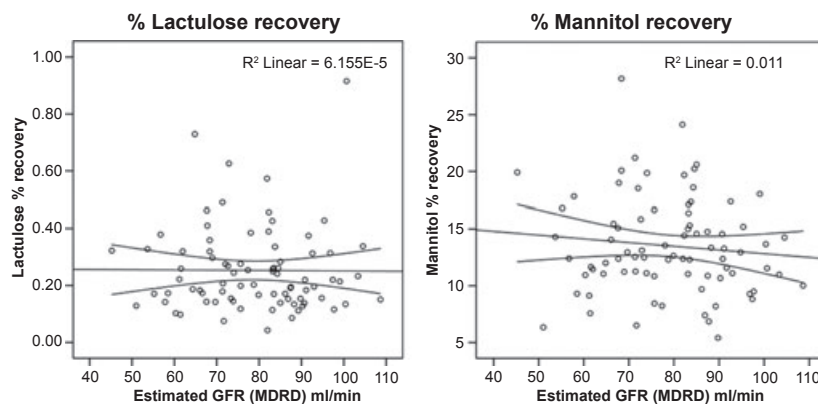 % Lactulose recovery
R² Linear = 6.155E-5
Lactulose % recovery
1.00
0.80
0.60
0.40
0.20
0.00
40 50 60 70 80 90 100 110
Estimated GFR (MDRD) ml/min
% Mannitol recovery
R² Linear = 0.011
Mannitol % recovery
30
25
20
15
10
5
40 50 60 70 80 90 100 110
Estimated GFR (MDRD) ml/min